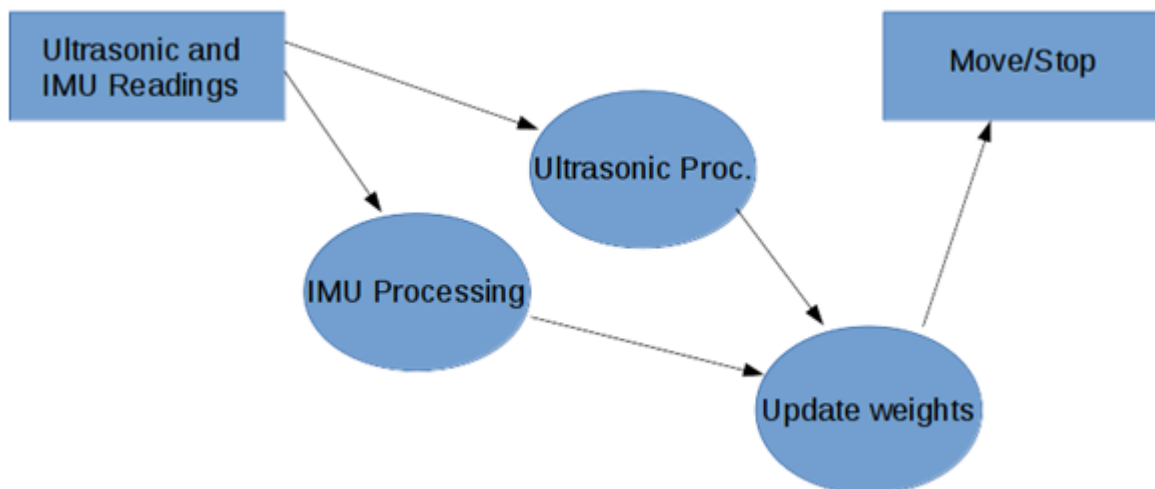 Ultrasonic and
IMU Readings
Move/Stop
Ultrasonic Proc.
IMU Processing
Update weights